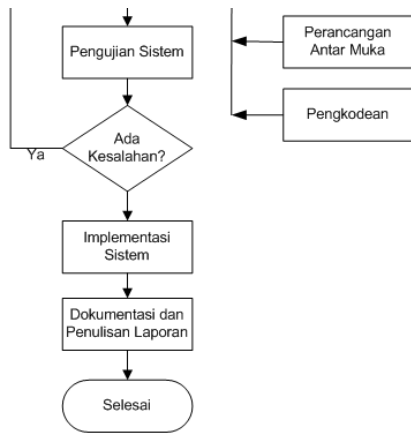 Pengujian Sistem
Perancangan
Antar Muka
Pengkodean
Ada
Kesalahan?
Ya
Implementasi
Sistem
Dokumentasi dan
Penulisan Laporan
Selesai